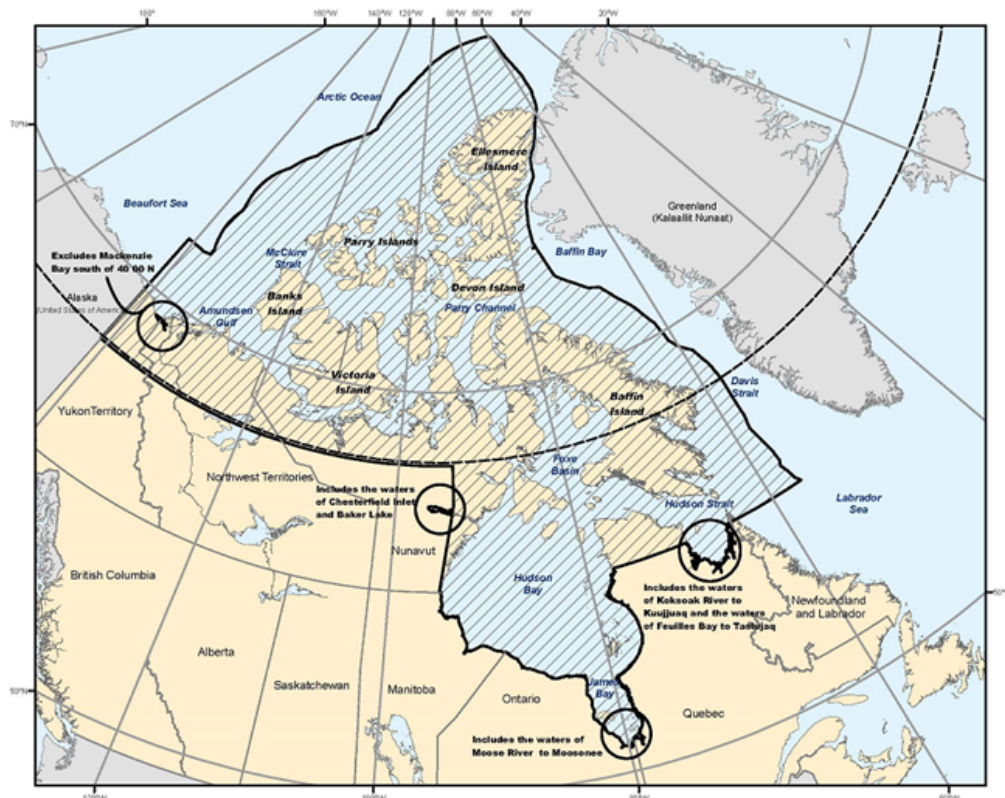 180°
160°W
140°W
120°W
80°W
60°W
40°W
20°W
Arctic Ocean
70°N
Ellesmere
Island
Beaufort Sea
Greenland
(Kalaallit Nunaat)
Parry Islands
McClure
Strait
Baffin Bay
Excludes Mackenzie
Bay south of 40 00 N
Devon Island
Banks
Island
Parry Channel
Alaska
(United States of Amer
Amundsen
Gulf
Victoria
Island
Davis
Strait
Baffin
Island
Yukon Territory
Foxe
Basin
Northwest Territories
Includes the waters
of Chesterfield Inlet
and Baker Lake
Hudson Strait
Labrador
Sea
Nunavut
British Columbia
Hudson
Bay
Includes the waters
of Koksoak River to
Kuujjuaq and the waters
of Feuilles Bay to Tasiujaq
Newfoundland
and Labrador
Alberta
Saskatchewan
Manitoba
Ontario
James
Bay
Quebec
50°N
Includes the waters of
Moose River to Moosonee